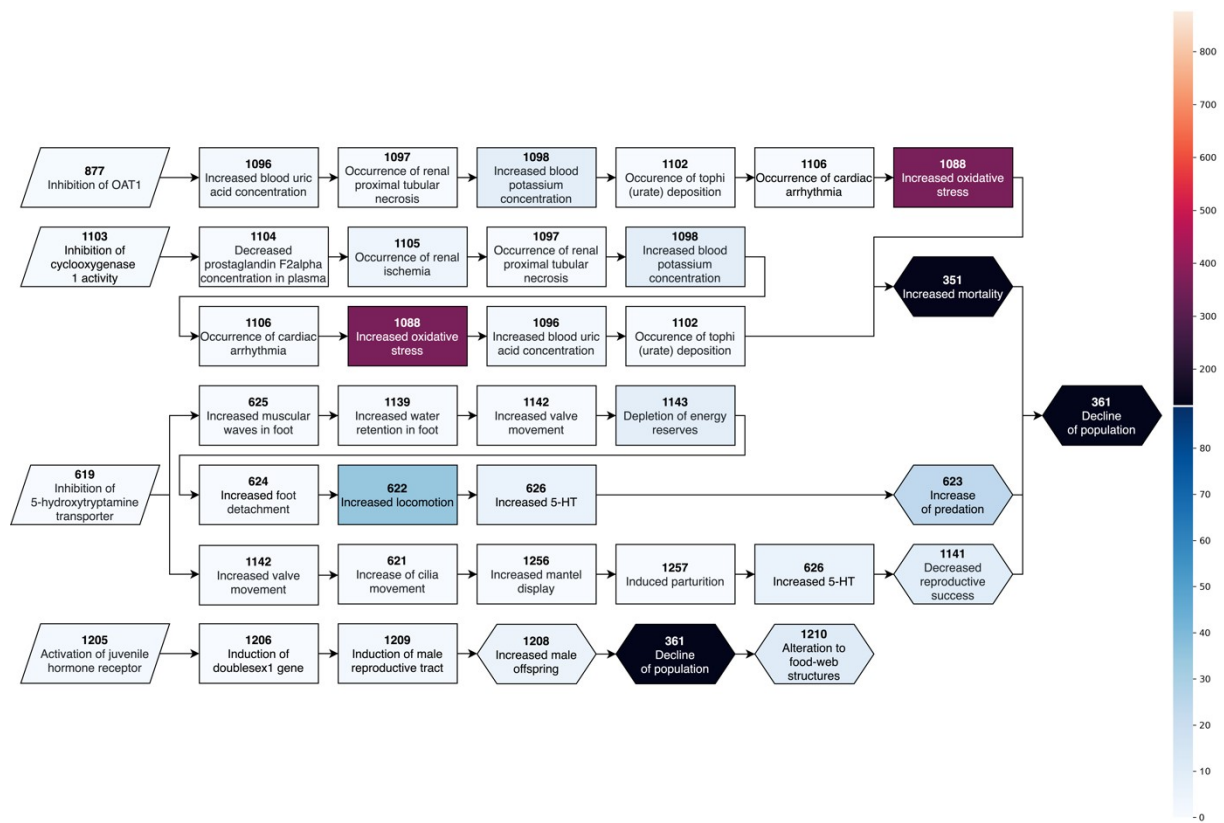 877
Inhibition of OAT1
1096
Increased blood uric
acid concentration
1097
Occurrence of renal
proximal tubular
necrosis
1098
Increased blood
potassium
concentration
1102
Occurence of tophi
(urate) deposition
1106
Occurrence of cardiac
arrhythmia
1088
Increased oxidative
stress
1103
Inhibition of
cyclooxygenase
1 activity
1104
Decreased
prostaglandin F2alpha
concentration in plasma
1105
Occurrence of renal
ischemia
1097
Occurrence of renal
proximal tubular
necrosis
1098
Increased blood
potassium
concentration
351
Increased mortality
1106
Occurrence of cardiac
arrhythmia
1088
Increased oxidative
stress
1096
Increased blood uric
acid concentration
1102
Occurence of tophi
(urate) deposition
625
Increased muscular
waves in foot
1139
Increased water
retention in foot
1142
Increased valve
movement
1143
Depletion of energy
reserves
361
Decline
of population
619
Inhibition of
5-hydroxytryptamine
transporter
624
Increased foot
detachment
622
Increased locomotion
626
Increased 5-HT
623
Increase
of predation
1142
Increased valve
movement
621
Increase of cilia
movement
1256
Increased mantel
display
1257
Induced parturition
626
Increased 5-HT
1141
Decreased
reproductive
success
1205
Activation of juvenile
hormone receptor
1206
Induction of
doublesex1 gene
1209
Induction of male
reproductive tract
1208
Increased male
offspring
361
Decline
of population
1210
Alteration to
food-web
structures
800
700
600
500
400
300
200
80
70
60
50
40
30
20
10
0